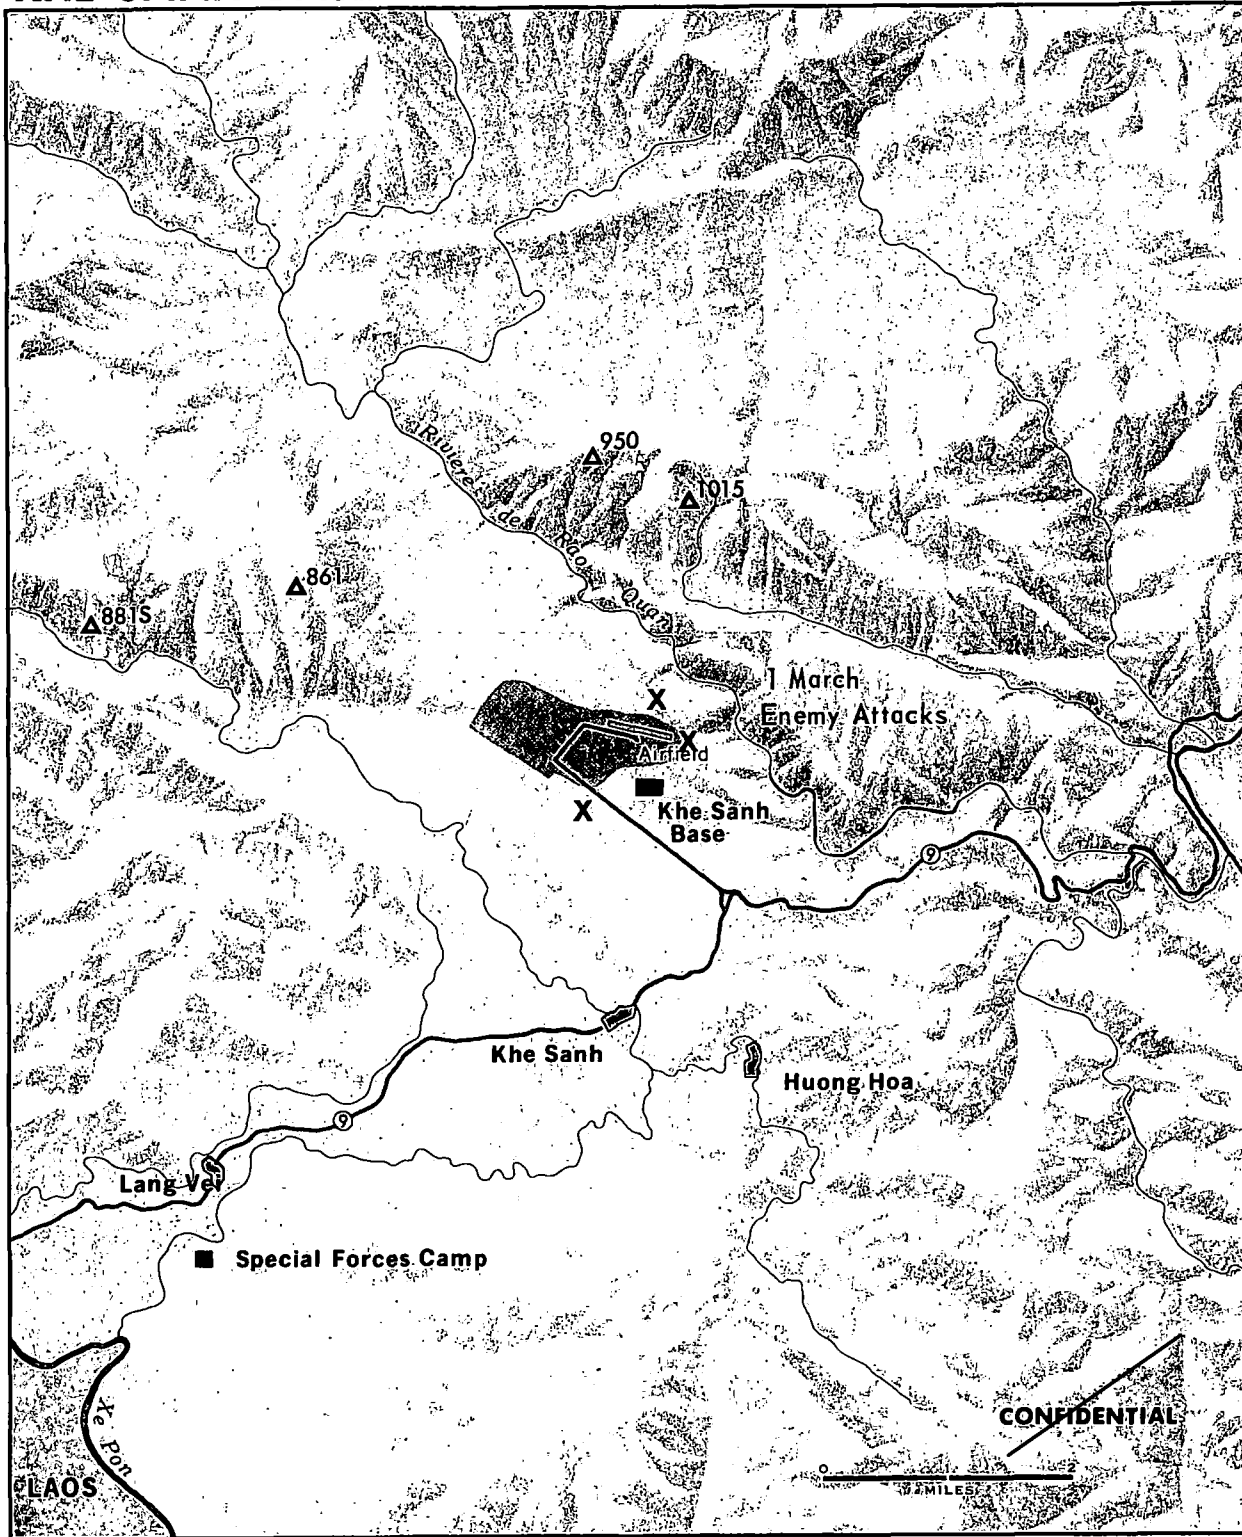 950
1015
Rivière de Rao Quan
861
881S
1 March
Enemy Attacks
X
X
Airfield
X
Khe Sanh
Base
9
Khe Sanh
Huong Hoa
9
Lang Vei
Special Forces Camp
Xe Pon
LAOS
CONFIDENTIAL
0 2
MILES